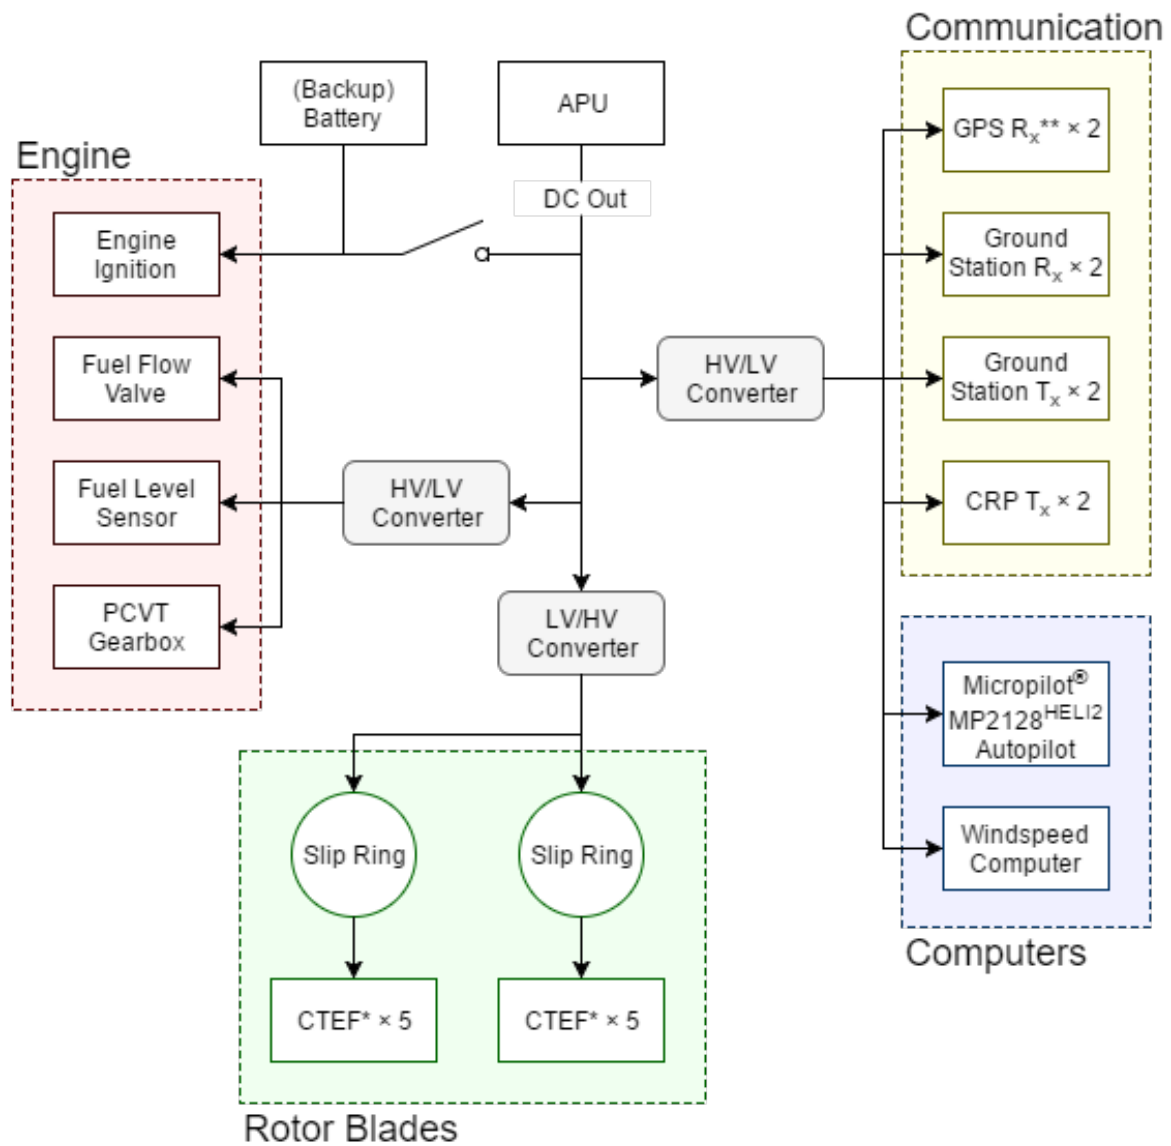 Communication
(Backup)
Battery
APU
GPS Rx** × 2
Engine
DC Out
Engine
Ignition
Ground
Station Rx × 2
Fuel Flow
Valve
HV/LV
Converter
Ground
Station Tx × 2
Fuel Level
Sensor
HV/LV
Converter
CRP Tx × 2
PCVT
Gearbox
LV/HV
Converter
Micropilot®
MP2128HELI2
Autopilot
Slip Ring
Slip Ring
Windspeed
Computer
Computers
CTEF* × 5
CTEF* × 5
Rotor Blades